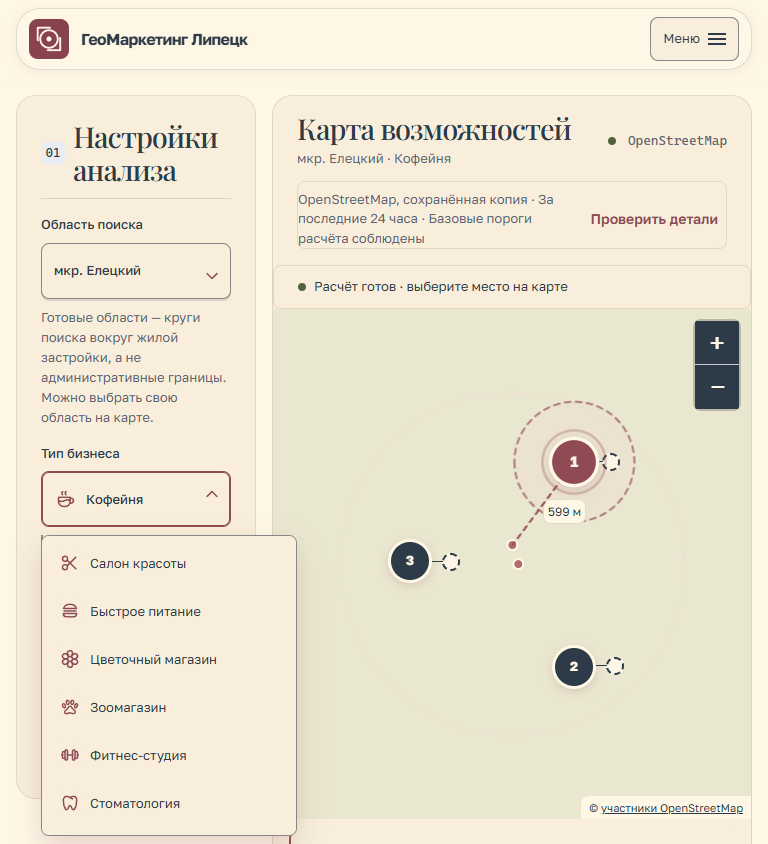 ГеоМаркетинг Липецк
Меню
01
Настройки
анализа
Область поиска
мкр. Елецкий
Готовые области — круги
поиска вокруг жилой
застройки, а не
административные границы.
Можно выбрать свою
область на карте.
Тип бизнеса
Кофейня
Салон красоты
Быстрое питание
Цветочный магазин
Зоомагазин
Фитнес-студия
Стоматология
Карта возможностей
мкр. Елецкий · Кофейня
OpenStreetMap
OpenStreetMap, сохранённая копия · За
последние 24 часа · Базовые пороги
расчёта соблюдены
Проверить детали
Расчёт готов · выберите место на карте
+
−
1
599 м
3
2
© участники OpenStreetMap